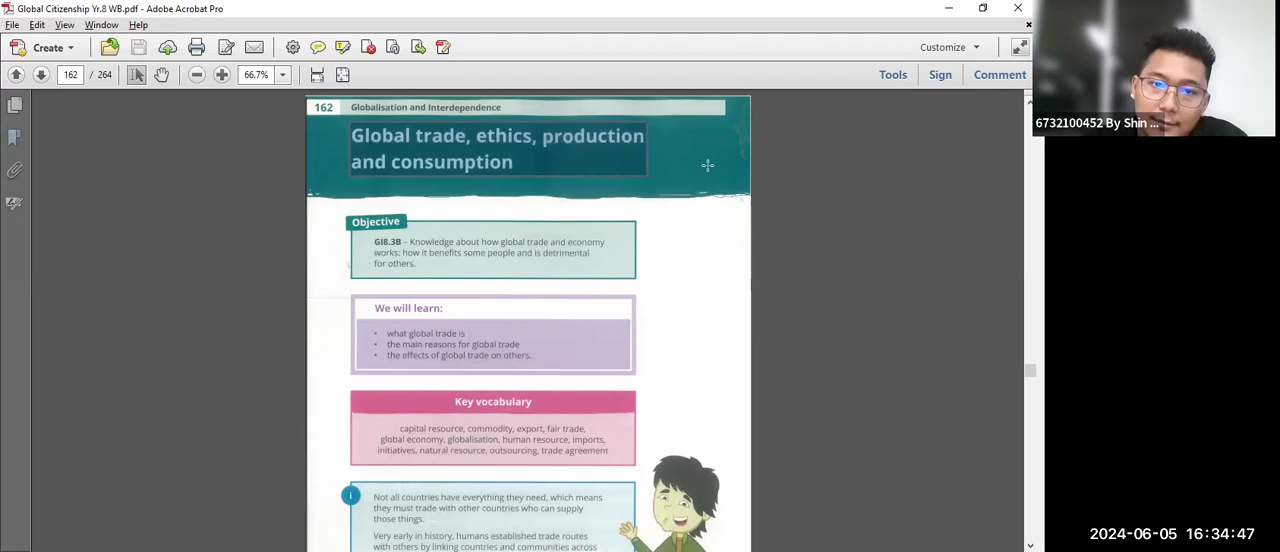 Global Citizenship Yr.8 WB.pdf - Adobe Acrobat Pro
File Edit View Window Help
Create Customize
162 / 264 66.7% Tools Sign Comment
162 Globalisation and Interdependence
Global trade, ethics, production
and consumption
Objective
GI8.3B – Knowledge about how global trade and economy
works: how it benefits some people and is detrimental
for others.
We will learn:
• what global trade is
• the main reasons for global trade
• the effects of global trade on others.
Key vocabulary
capital resource, commodity, export, fair trade,
global economy, globalisation, human resource, imports,
initiatives, natural resource, outsourcing, trade agreement
i
Not all countries have everything they need, which means
they must trade with other countries who can supply
those things.
Very early in history, humans established trade routes
with others by linking countries and communities across
6732100452 By Shin ...
2024-06-05 16:34:47